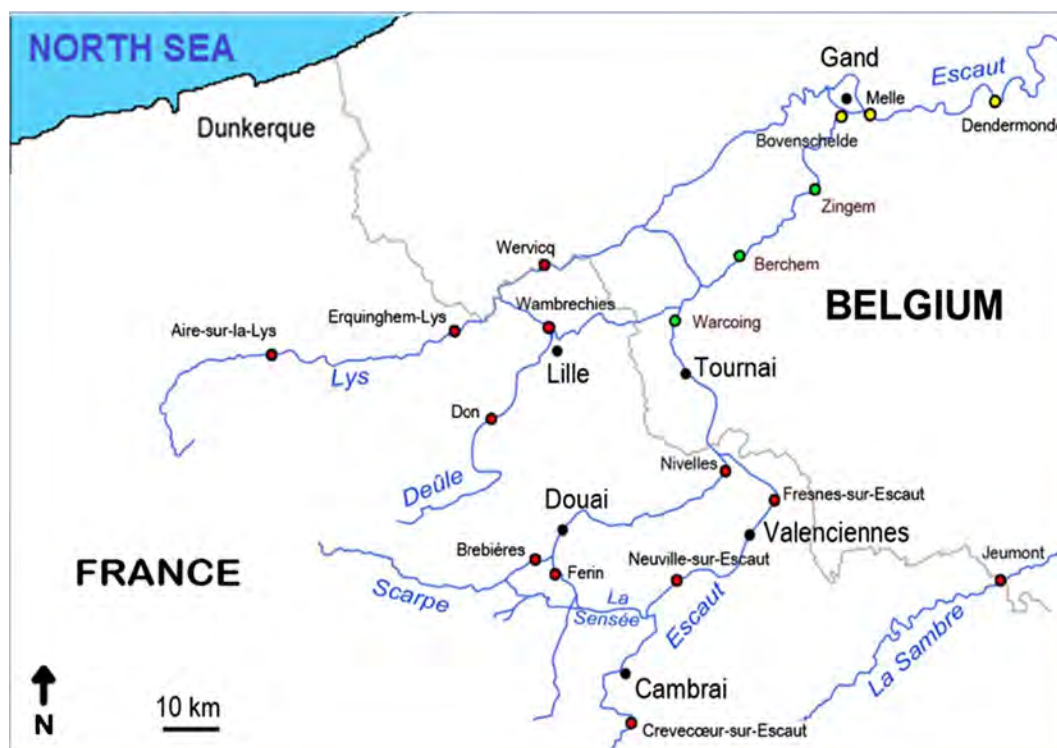 NORTH SEA
Gand
Escaut
Melle
Dunkerque
Bovenschelde
Dendermonde
Zingem
Wervicq
Berchem
BELGIUM
Wambrechies
Erquinghem-Lys
Warcoing
Aire-sur-la-Lys
Lille
Tournai
Lys
Don
Nivelles
Deûle
Fresnes-sur-Escaut
Douai
Valenciennes
Brebiéres
Neuville-sur-Escaut
Jeumont
FRANCE
Ferin
Scarpe
La
Sensée
Escaut
La Sambre
Cambrai
10 km
N
Crevecœur-sur-Escaut